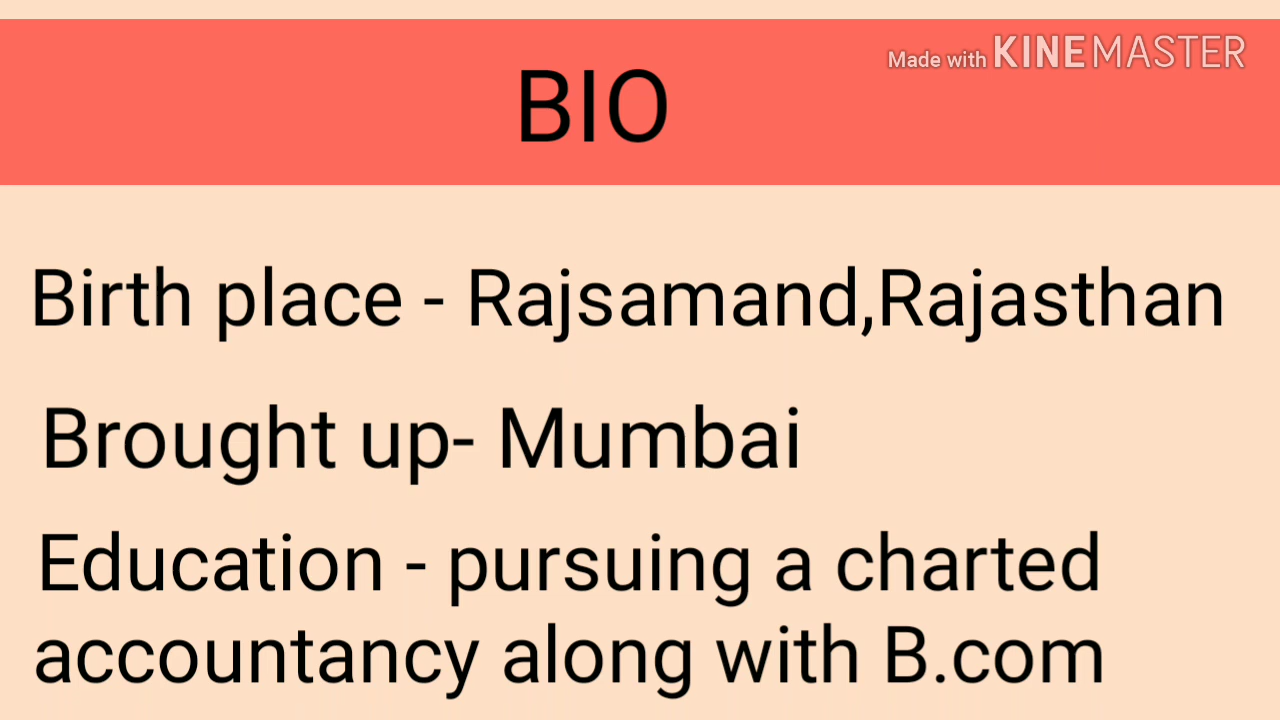 Made with KINEMASTER
BIO
Birth place - Rajsamand,Rajasthan
Brought up- Mumbai
Education - pursuing a charted
accountancy along with B.com